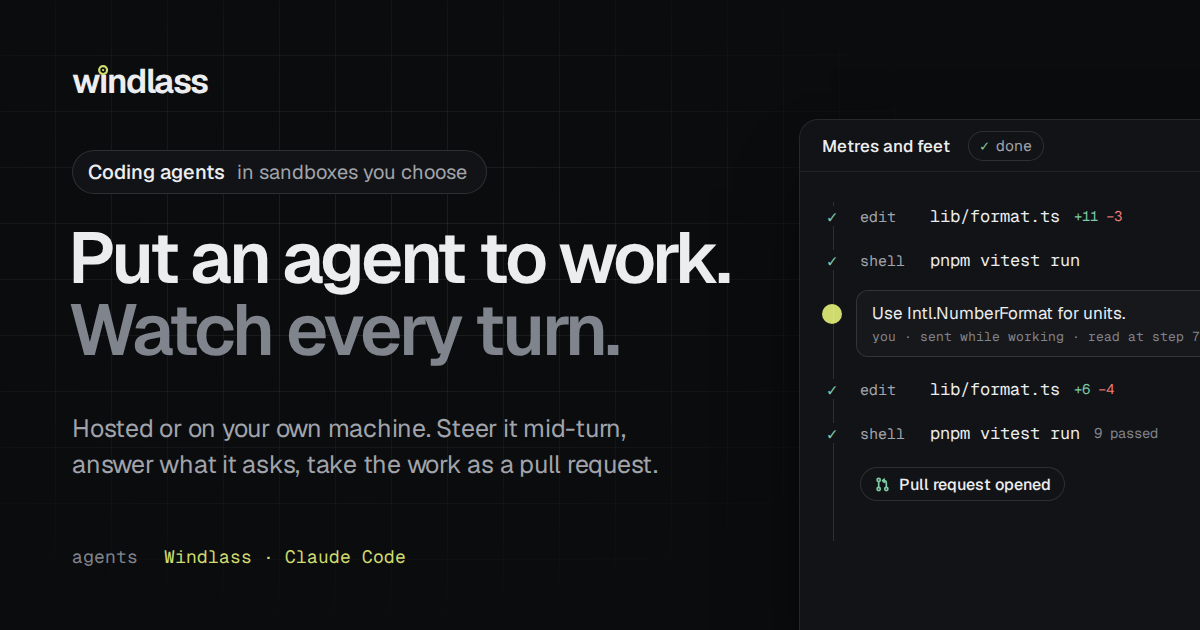 windlass
Coding agents in sandboxes you choose
Put an agent to work.
Watch every turn.
Hosted or on your own machine. Steer it mid-turn,
answer what it asks, take the work as a pull request.
agents Windlass · Claude Code
Metres and feet ✓ done
✓ edit lib/format.ts +11 −3
✓ shell pnpm vitest run
Use Intl.NumberFormat for units.
you · sent while working · read at step 7
✓ edit lib/format.ts +6 −4
✓ shell pnpm vitest run 9 passed
Pull request opened